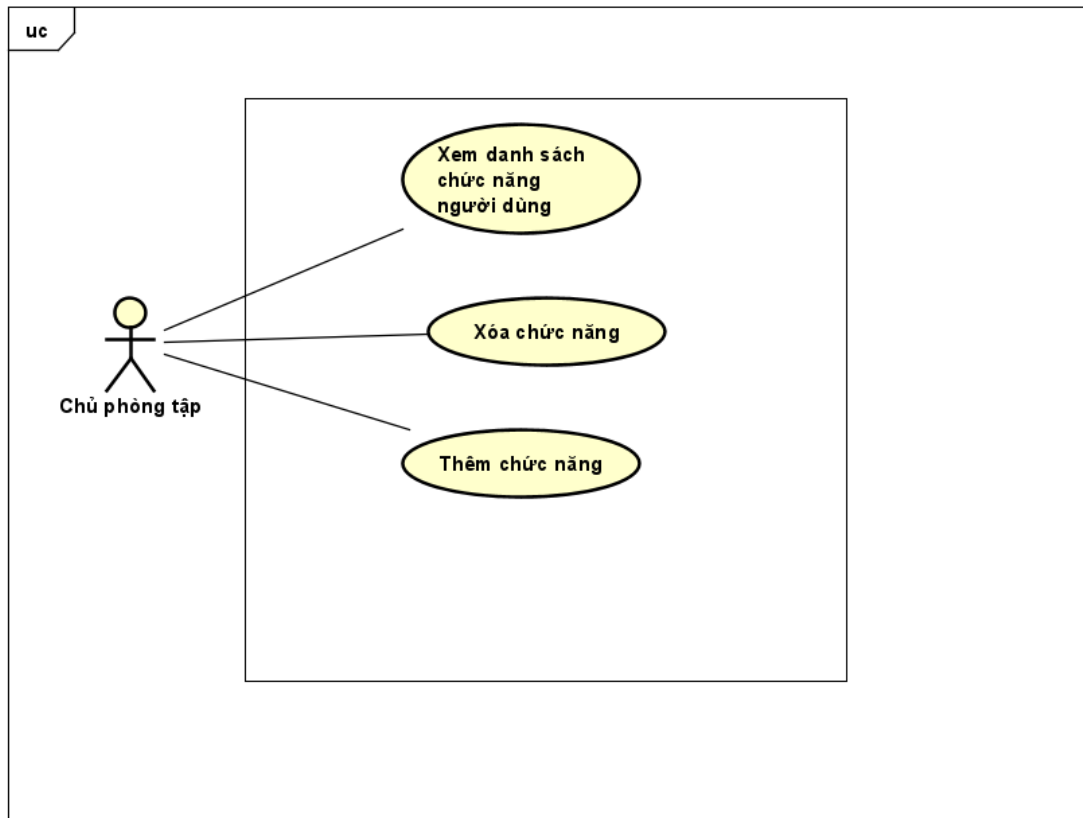 uc
Xem danh sách
chức năng
người dùng
Xóa chức năng
Chủ phòng tập
Thêm chức năng